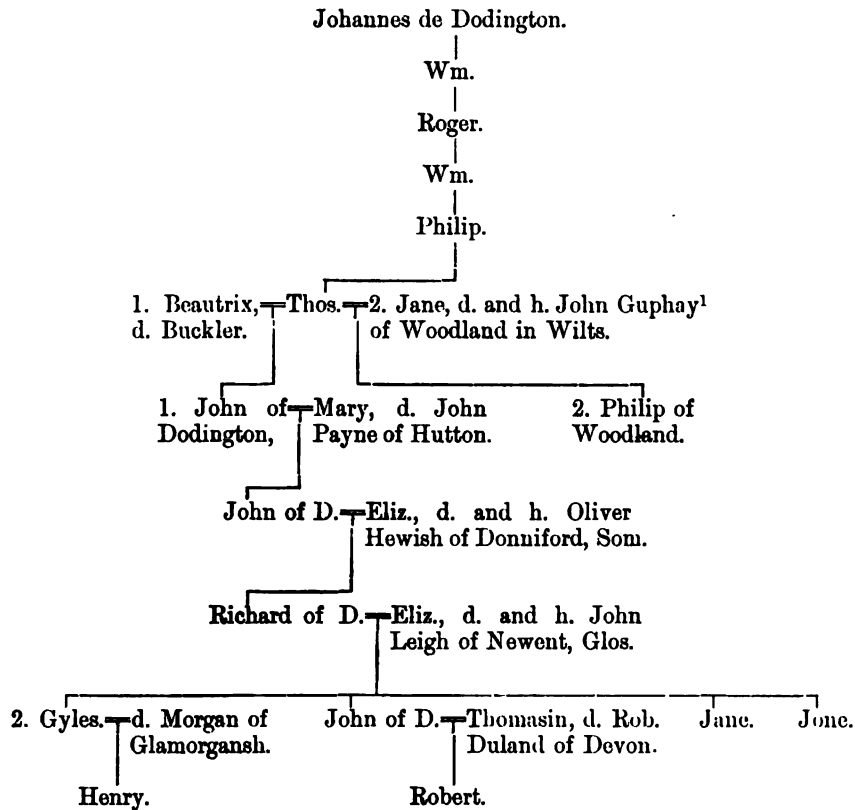 Johannes de Dodington.
Wm.
Roger.
Wm.
Philip.
1. Beautrix, Thos. 2. Jane, d. and h. John Guphay¹
d. Buckler. of Woodland in Wilts.
1. John of Mary, d. John 2. Philip of
Dodington, Payne of Hutton. Woodland.
John of D. Eliz., d. and h. Oliver
Hewish of Donniford, Som.
Richard of D. Eliz., d. and h. John
Leigh of Newent, Glos.
2. Gyles. d. Morgan of John of D. Thomasin, d. Rob. Jane. Jone.
Glamorgansh. Duland of Devon.
Henry. Robert.